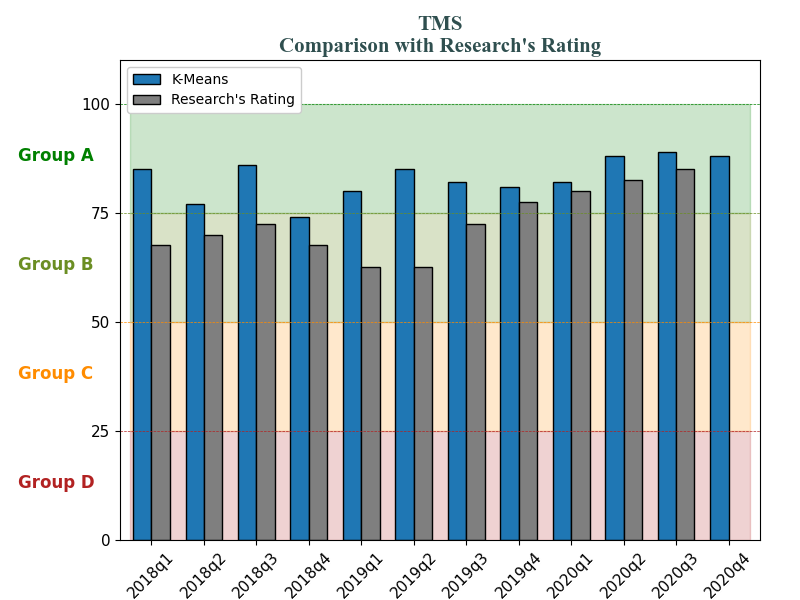 TMS
Comparison with Research's Rating
K-Means
Research's Rating
100
Group A
75
Group B
50
Group C
25
Group D
0
2018q1
2018q2
2018q3
2018q4
2019q1
2019q2
2019q3
2019q4
2020q1
2020q2
2020q3
2020q4